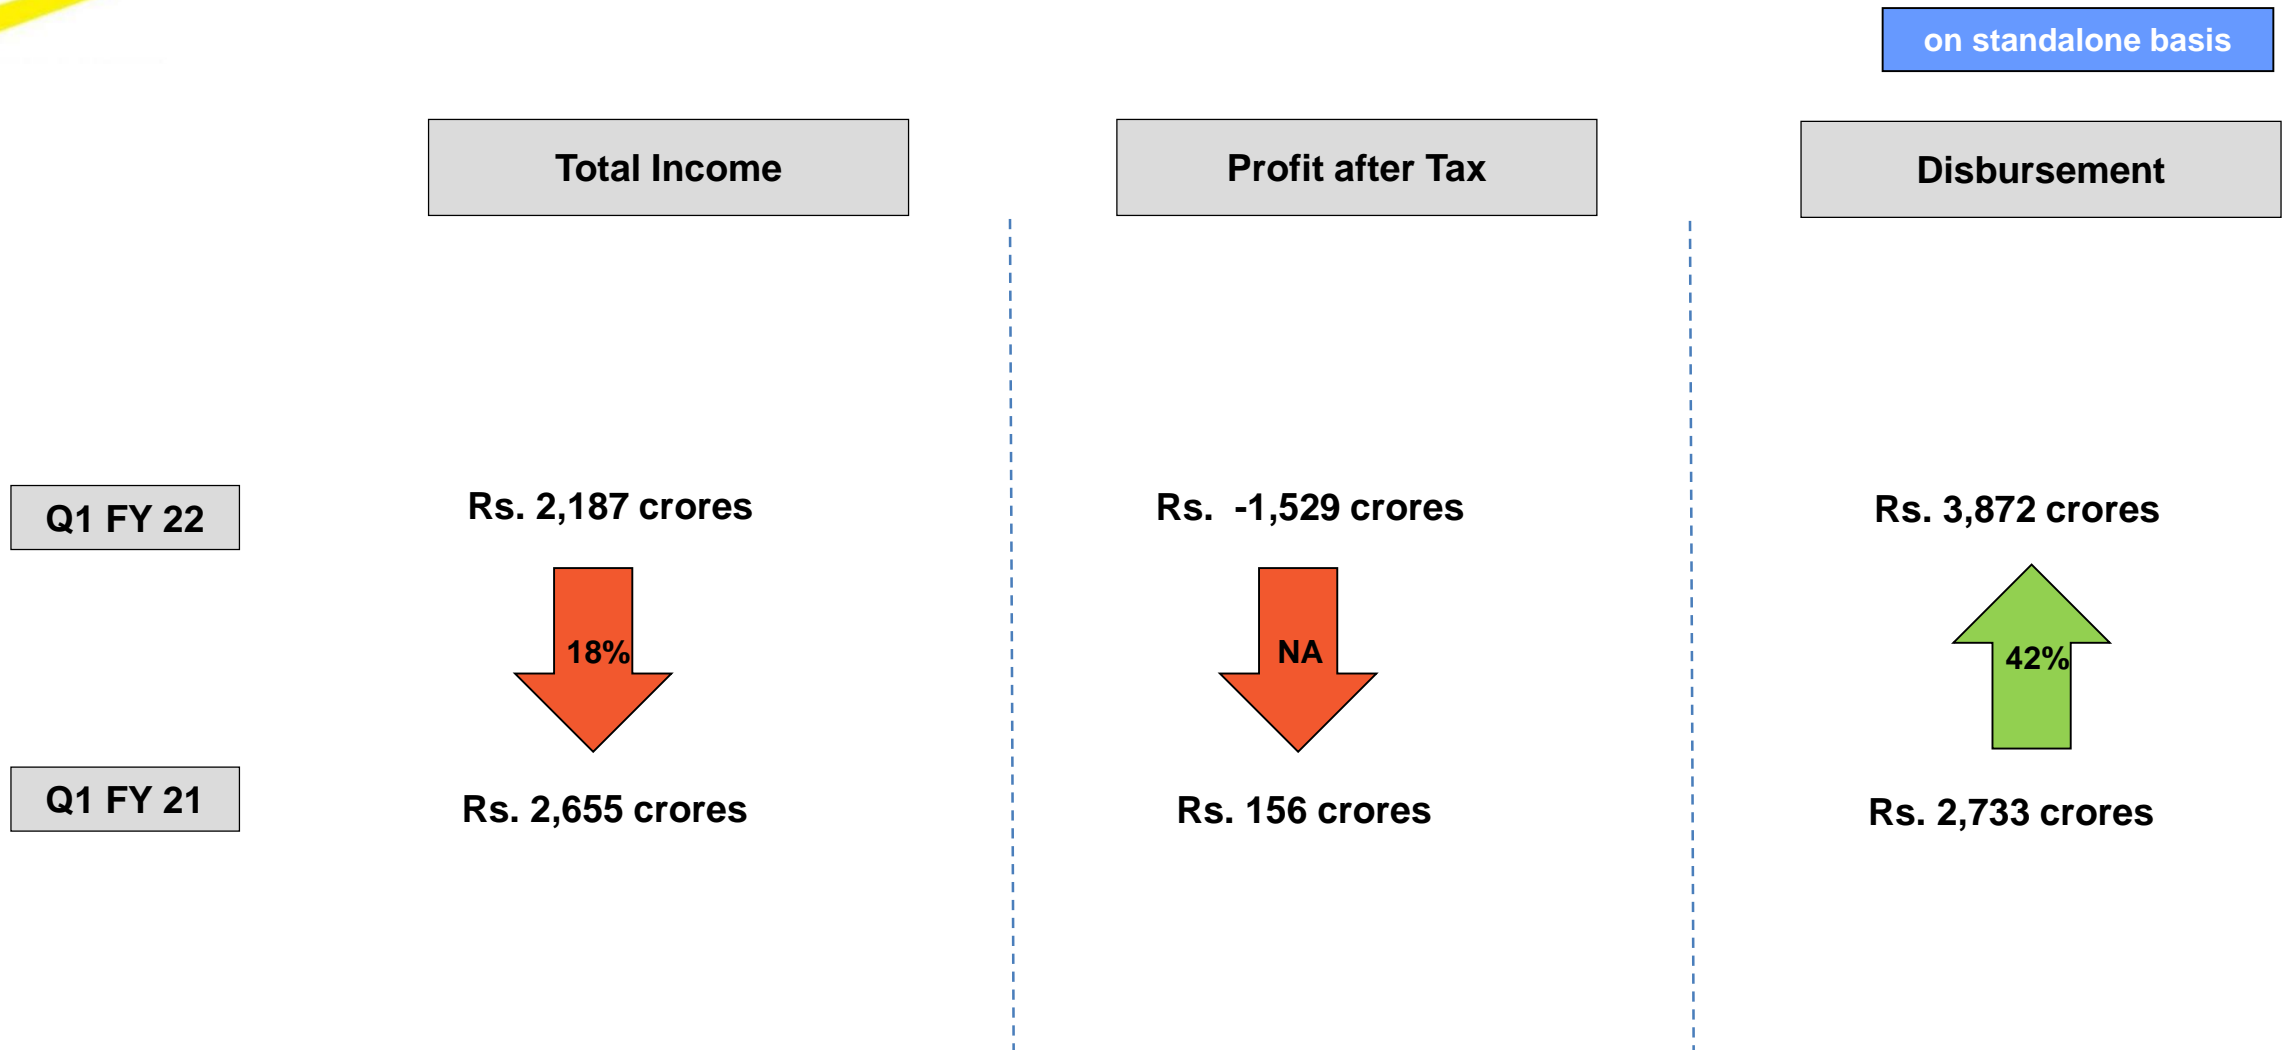 on standalone basis
Total Income
Profit after Tax
Disbursement
Q1 FY 22
Rs. 2,187 crores
Rs.  -1,529 crores
Rs. 3,872 crores
18%
NA
42%
Q1 FY 21
Rs. 2,655 crores
Rs. 156 crores
Rs. 2,733 crores